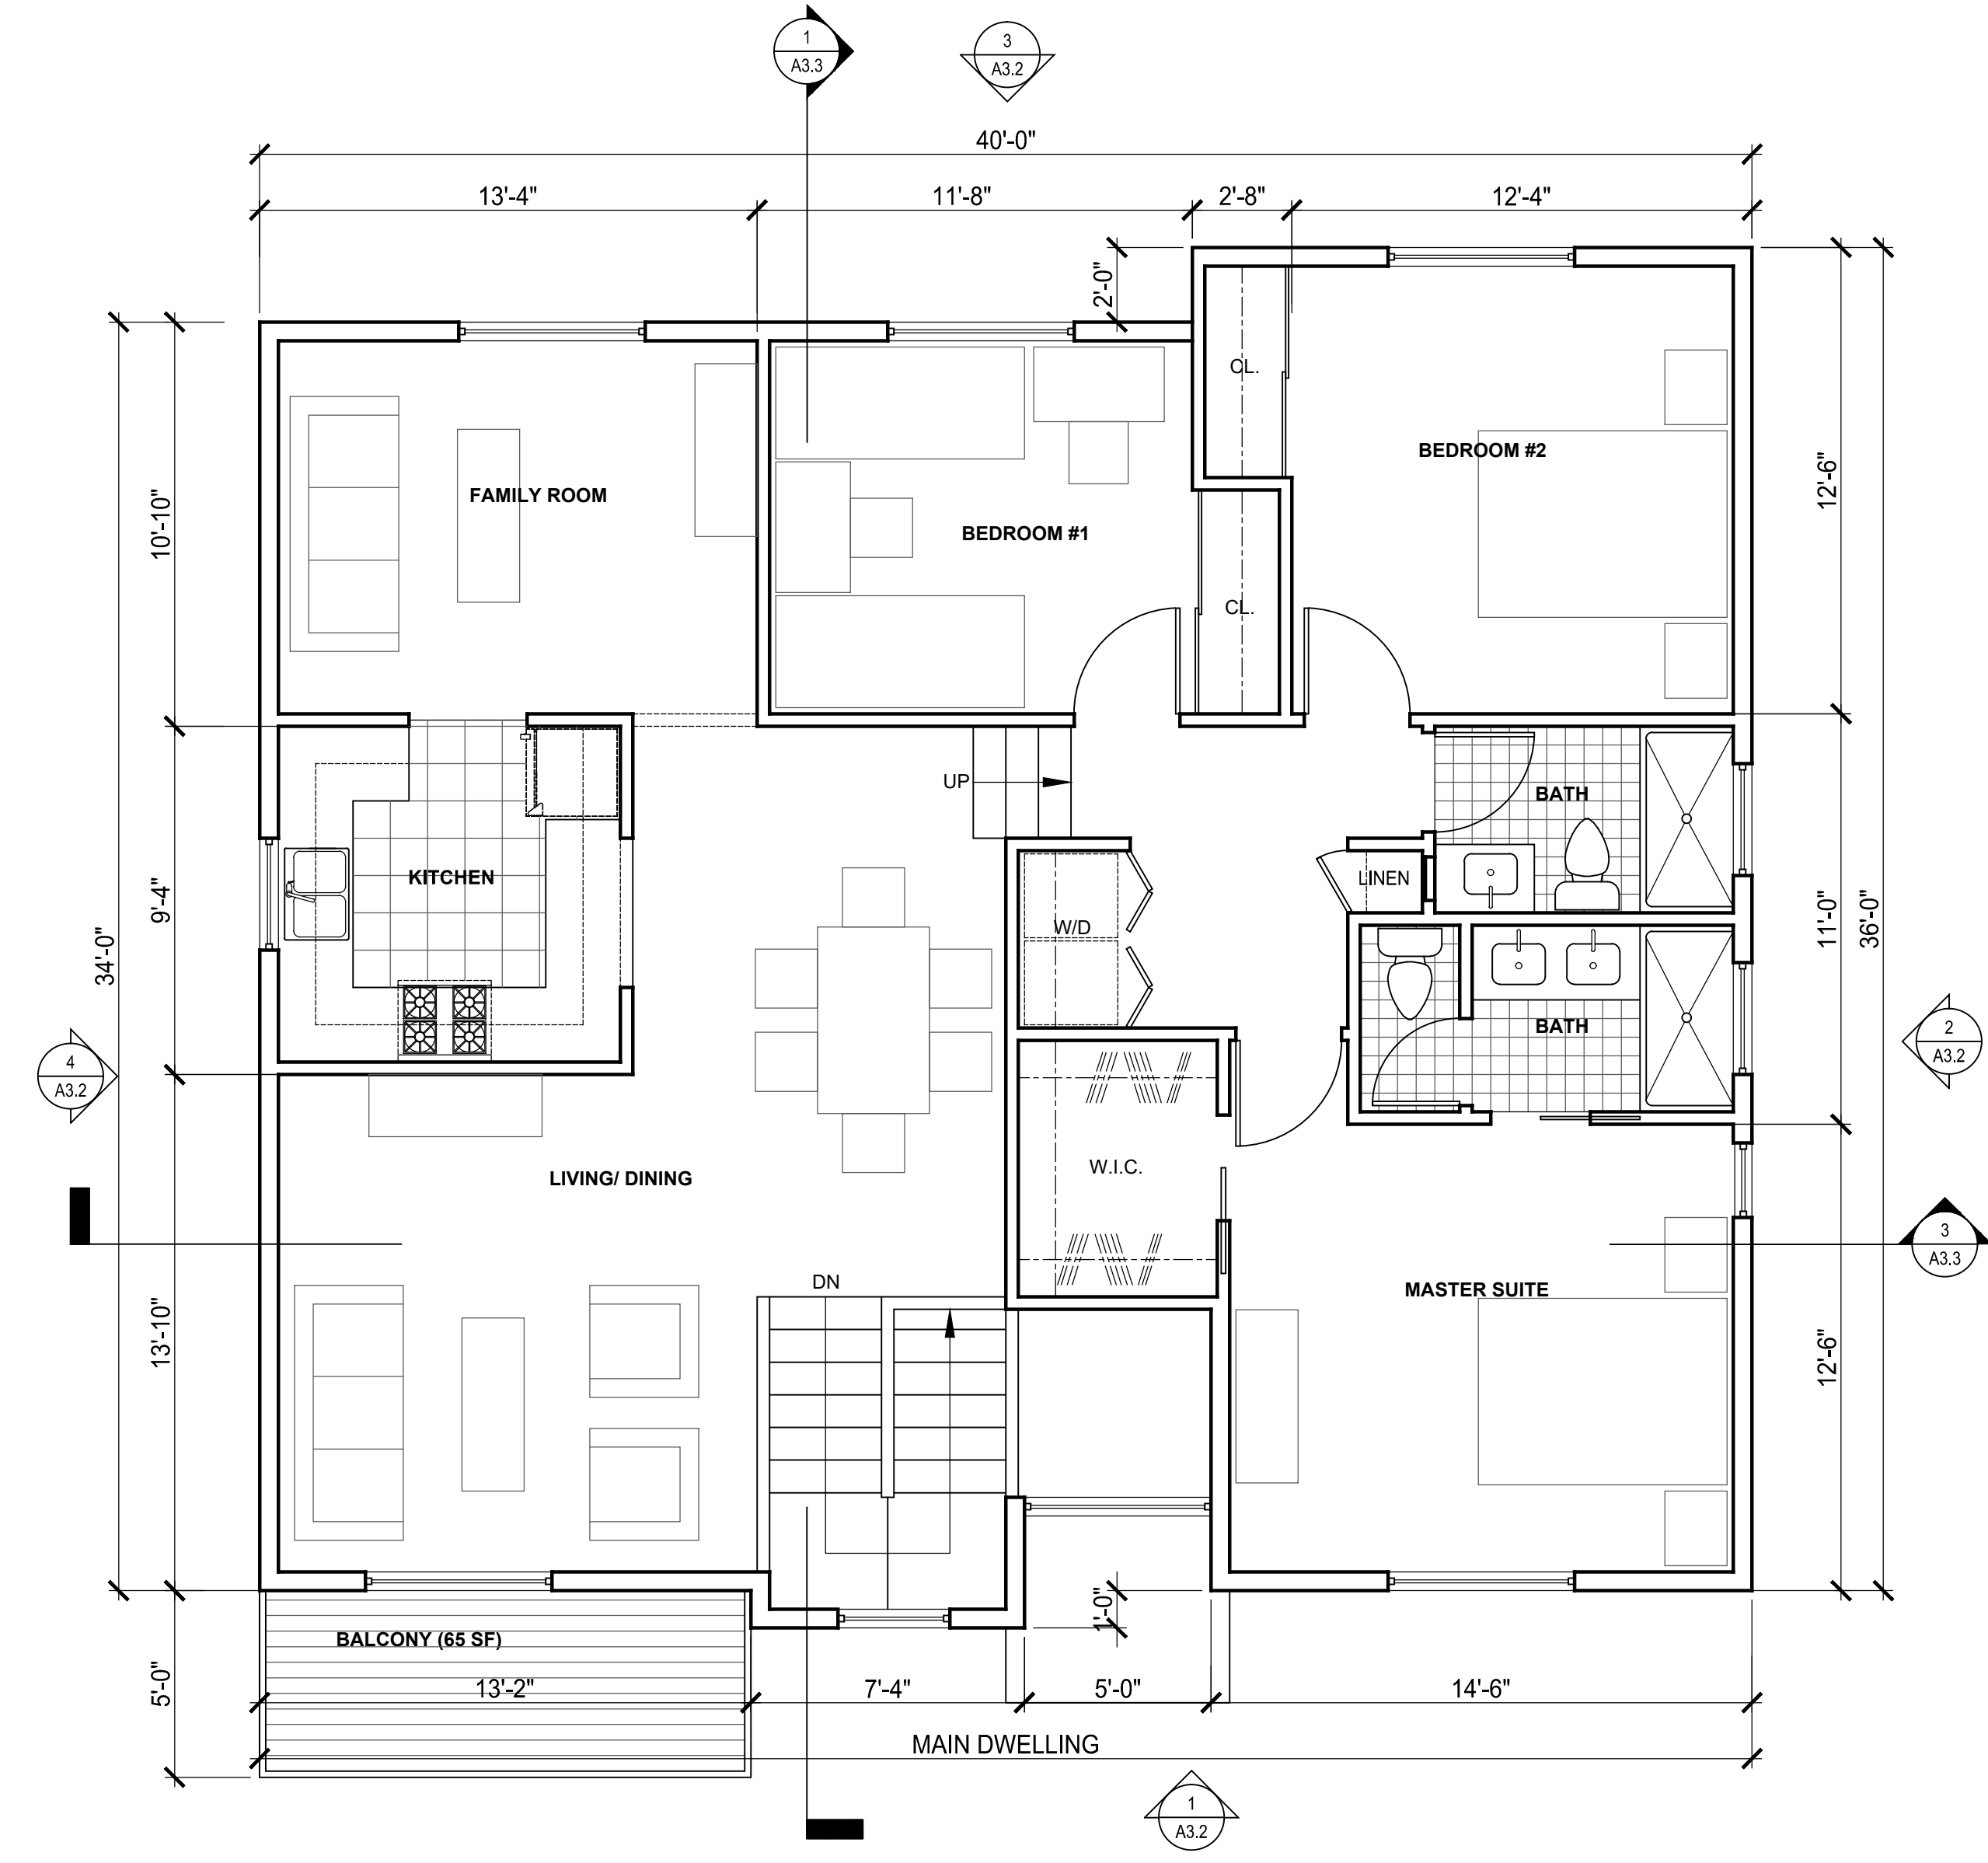 1
A3.3
3
A3.2
40'-0"
13'-4"
11'-8"
2'-8"
12'-4"
2'-0"
CL.
BEDROOM #2
12'-6"
FAMILY ROOM
10'-10"
BEDROOM #1
CL.
UP
BATH
KITCHEN
LINEN
9'-4"
W/D
11'-0"
36'-0"
34'-0"
BATH
2
A3.2
4
A3.2
W.I.C.
LIVING/ DINING
3
A3.3
DN
MASTER SUITE
13'-10"
12'-6"
1'-0"
BALCONY (65 SF)
5'-0"
13'-2"
7'-4"
5'-0"
14'-6"
MAIN DWELLING
1
A3.2